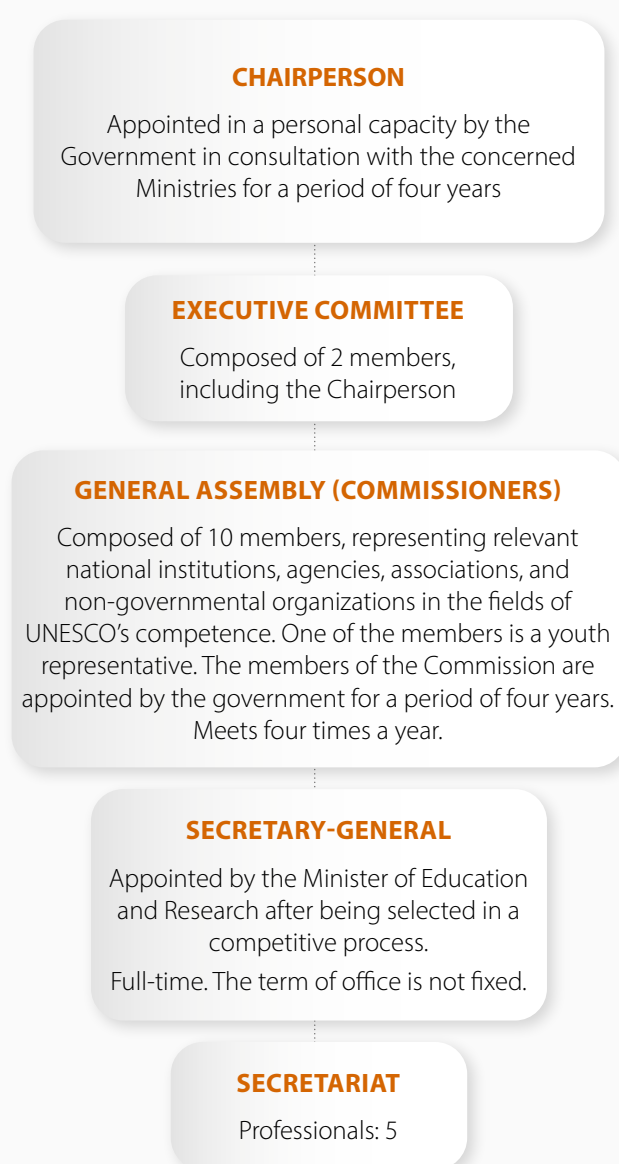 CHAIRPERSON
Appointed in a personal capacity by the
Government in consultation with the concerned
Ministries for a period of four years
EXECUTIVE COMMITTEE
Composed of 2 members,
including the Chairperson
GENERAL ASSEMBLY (COMMISSIONERS)
Composed of 10 members, representing relevant
national institutions, agencies, associations, and
non-governmental organizations in the fields of
UNESCO’s competence. One of the members is a youth
representative. The members of the Commission are
appointed by the government for a period of four years.
Meets four times a year.
SECRETARY-GENERAL
Appointed by the Minister of Education
and Research after being selected in a
competitive process.
Full-time. The term of office is not fixed.
SECRETARIAT
Professionals: 5